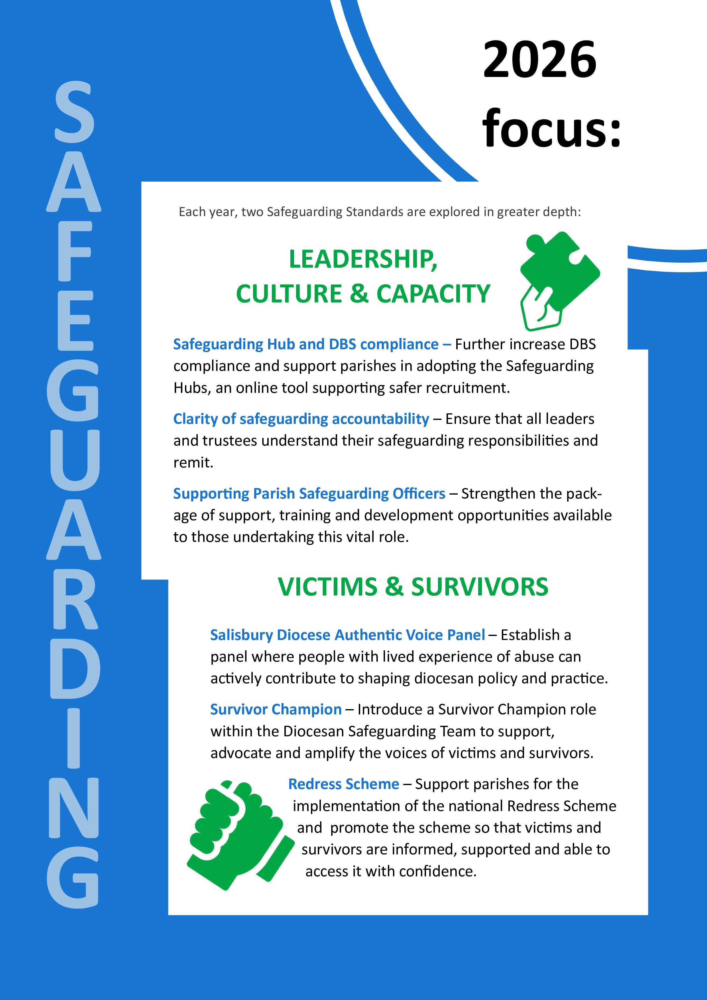 SAFEGUARDING
2026
focus:
Each year, two Safeguarding Standards are explored in greater depth:
LEADERSHIP,
CULTURE & CAPACITY
Safeguarding Hub and DBS compliance – Further increase DBS
compliance and support parishes in adopting the Safeguarding
Hubs, an online tool supporting safer recruitment.
Clarity of safeguarding accountability – Ensure that all leaders
and trustees understand their safeguarding responsibilities and
remit.
Supporting Parish Safeguarding Officers – Strengthen the pack-
age of support, training and development opportunities available
to those undertaking this vital role.
VICTIMS & SURVIVORS
Salisbury Diocese Authentic Voice Panel – Establish a
panel where people with lived experience of abuse can
actively contribute to shaping diocesan policy and practice.
Survivor Champion – Introduce a Survivor Champion role
within the Diocesan Safeguarding Team to support,
advocate and amplify the voices of victims and survivors.
Redress Scheme – Support parishes for the
implementation of the national Redress Scheme
and  promote the scheme so that victims and
survivors are informed, supported and able to
access it with confidence.